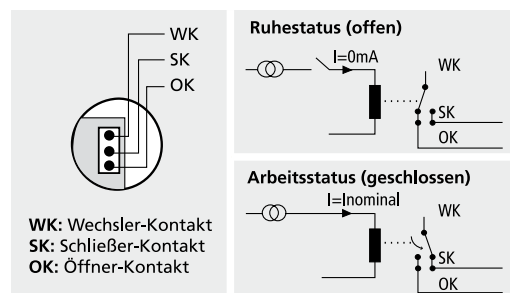 WK
SK
OK
WK: Wechsler-Kontakt
SK: Schließer-Kontakt
OK: Öffner-Kontakt
Ruhestatus (offen)
I=0mA
WK
SK
OK
Arbeitsstatus (geschlossen)
I=Inominal
WK
SK
OK